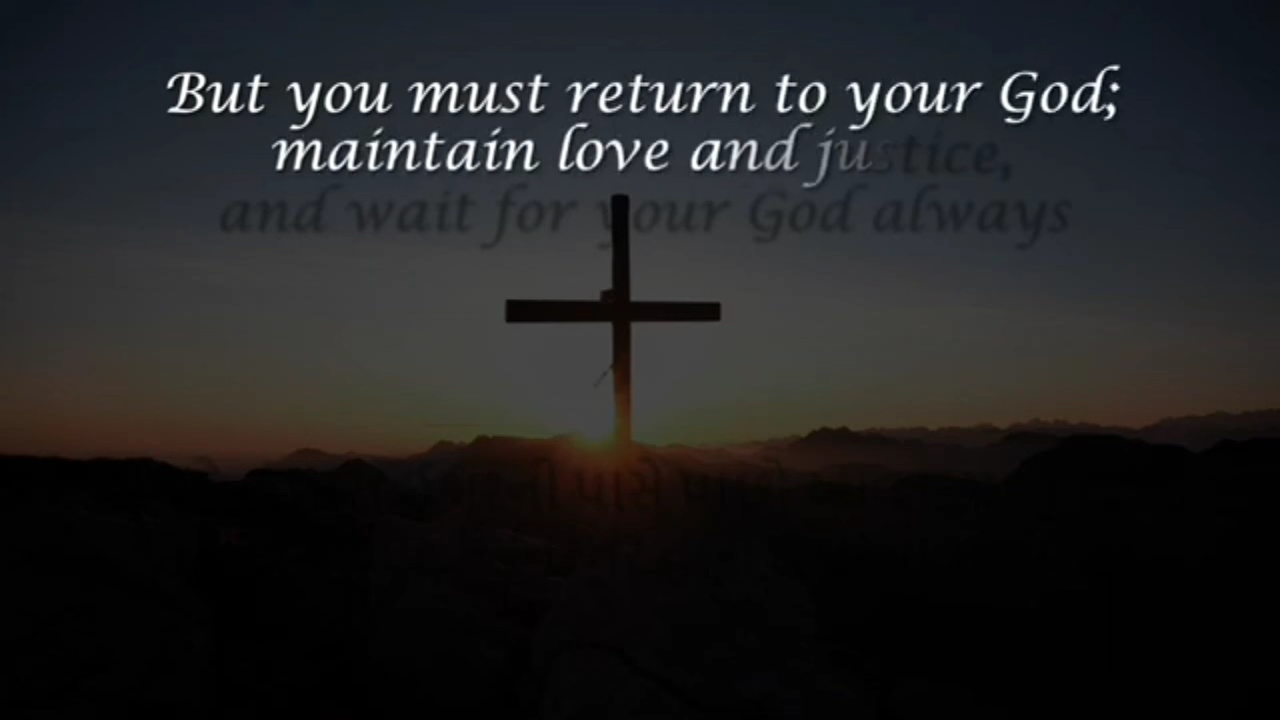 But you must return to your God;
maintain love and justice,
and wait for your God always